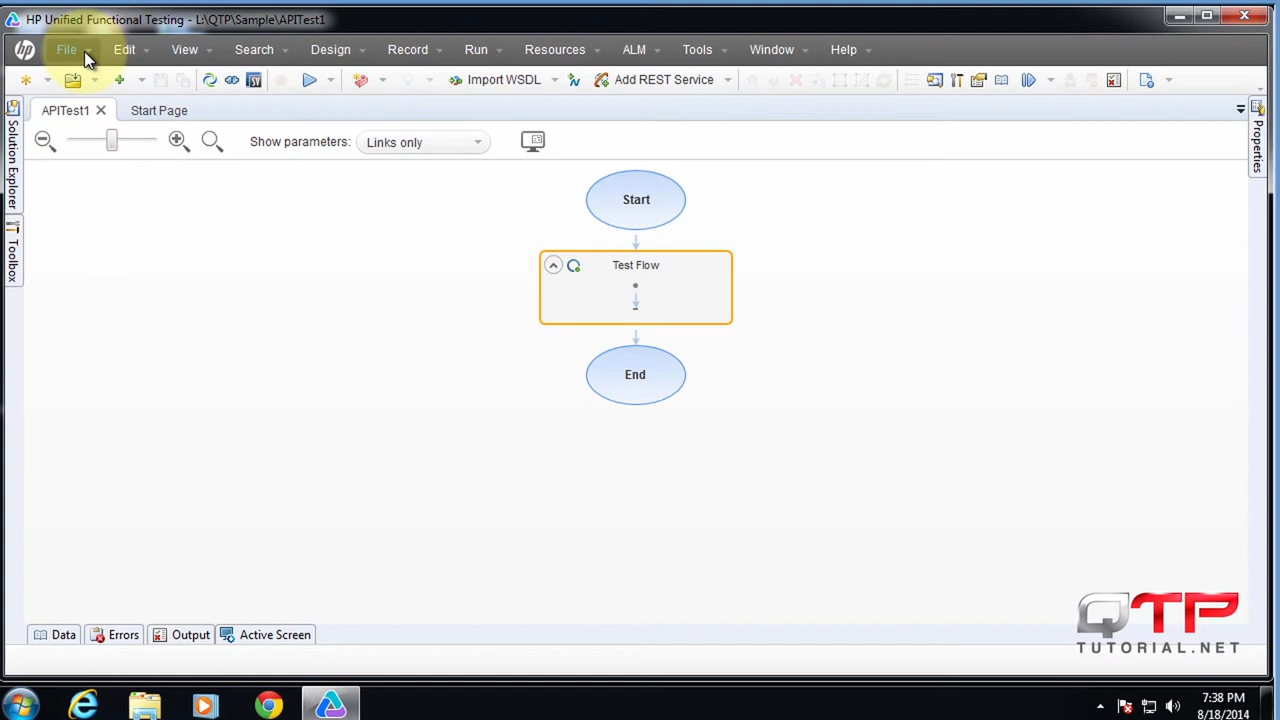 HP Unified Functional Testing - L:\QTP\Sample\APITest1
hp File Edit View Search Design Record Run Resources ALM Tools Window Help
Import WSDL Add REST Service
APITest1 Start Page
Solution Explorer
Toolbox
Properties
Show parameters: Links only
Start
Test Flow
End
Data Errors Output Active Screen
QTP
TUTORIAL.NET
7:38 PM
8/18/2014